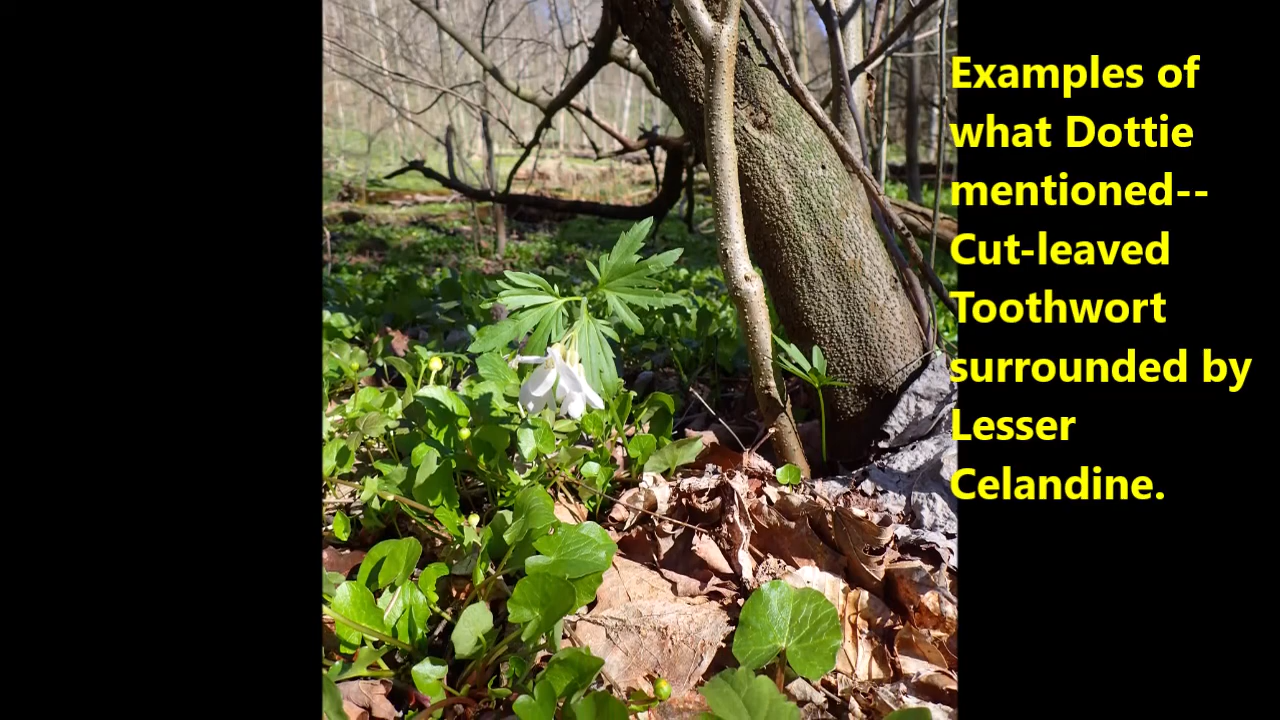 Examples of
what Dottie
mentioned--
Cut-leaved
Toothwort
surrounded by
Lesser
Celandine.